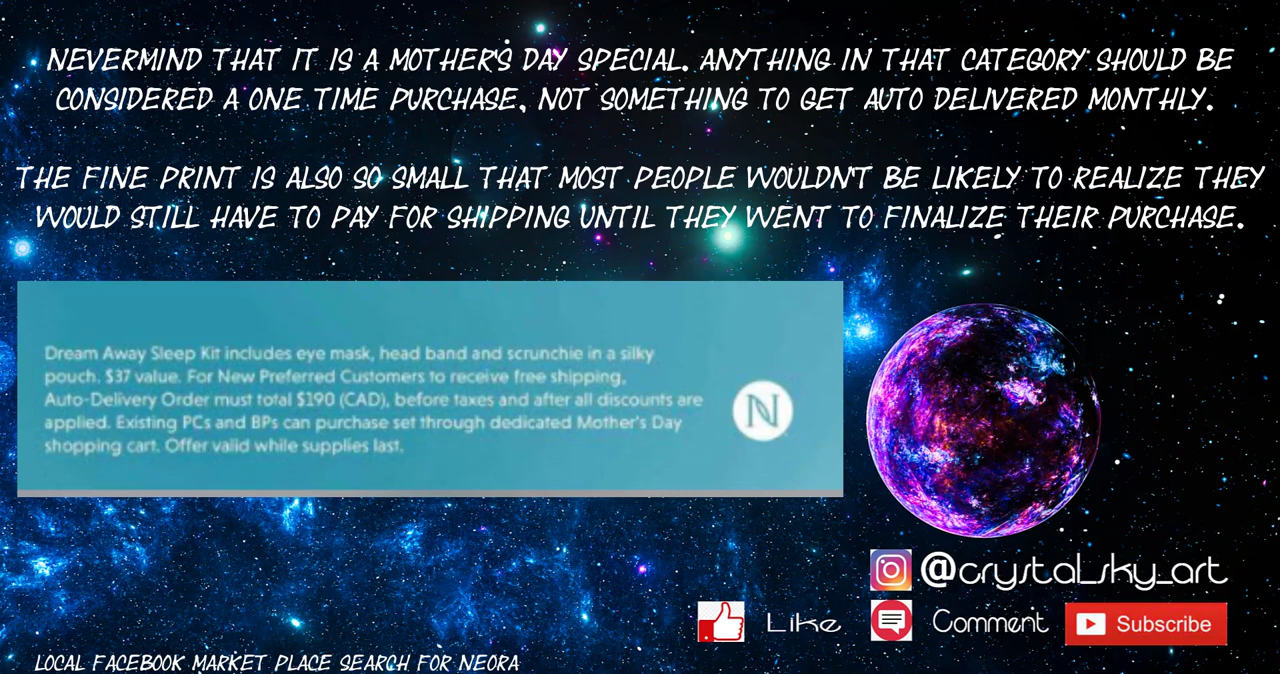 NEVERMIND THAT IT IS A MOTHER'S DAY SPECIAL. ANYTHING IN THAT CATEGORY SHOULD BE
CONSIDERED A ONE TIME PURCHASE, NOT SOMETHING TO GET AUTO DELIVERED MONTHLY.
THE FINE PRINT IS ALSO SO SMALL THAT MOST PEOPLE WOULDN'T BE LIKELY TO REALIZE THEY
WOULD STILL HAVE TO PAY FOR SHIPPING UNTIL THEY WENT TO FINALIZE THEIR PURCHASE.
Dream Away Sleep Kit includes eye mask, head band and scrunchie in a silky
pouch. $37 value. For New Preferred Customers to receive free shipping,
Auto-Delivery Order must total $190 (CAD), before taxes and after all discounts are
applied. Existing PCs and BPs can purchase set through dedicated Mother's Day
shopping cart. Offer valid while supplies last.
N
@crystal_sky_art
Like Comment Subscribe
LOCAL FACEBOOK MARKET PLACE SEARCH FOR NEORA